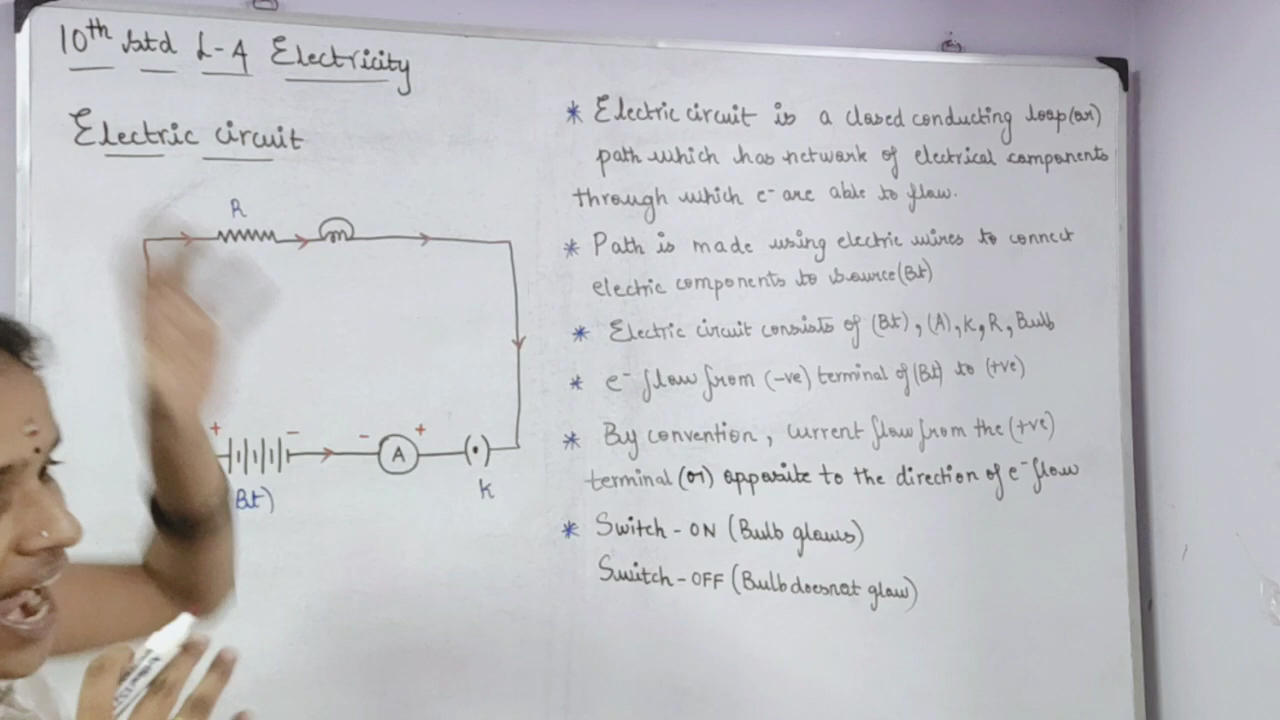 10th std L-4 Electricity
Electric circuit
R
+ -
- A +
Bt)
K
* Electric circuit is a closed conducting loop (or)
path which has network of electrical components
through which e- are able to flow.
* Path is made using electric wires to connect
electric components to source (Bt)
* Electric circuit consists of (Bt), (A), K, R, Bulb
* e- flow from (-ve) terminal of (Bt) to (+ve)
* By convention, current flow from the (+ve)
terminal (or) opposite to the direction of e- flow
* Switch - ON (Bulb glows)
Switch - OFF (Bulb does not glow)